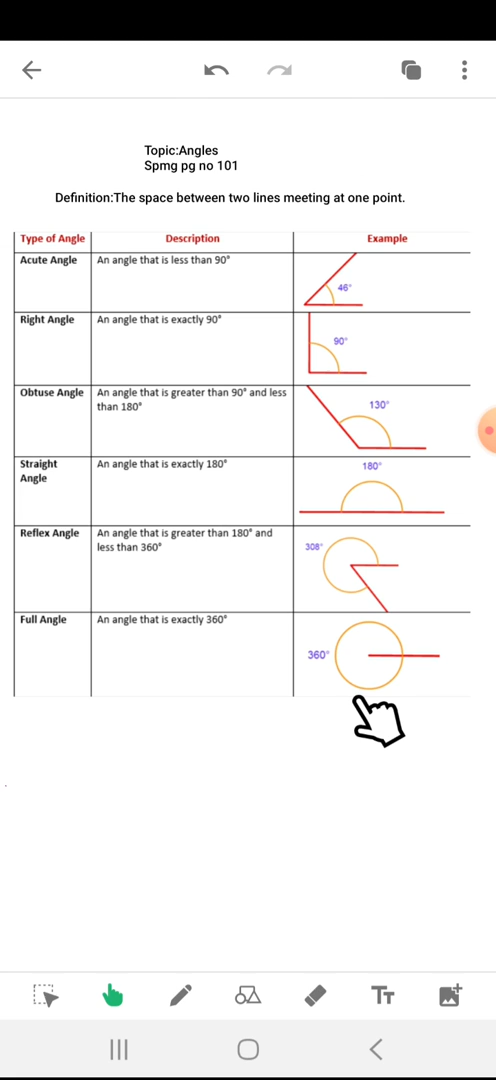 Topic:Angles
Spmg pg no 101
Definition:The space between two lines meeting at one point.
Type of Angle Description Example
Acute Angle An angle that is less than 90°
46°
Right Angle An angle that is exactly 90°
90°
Obtuse Angle An angle that is greater than 90° and less
than 180°
130°
Straight An angle that is exactly 180°
Angle
180°
Reflex Angle An angle that is greater than 180° and
less than 360°
308°
Full Angle An angle that is exactly 360°
360°
TT